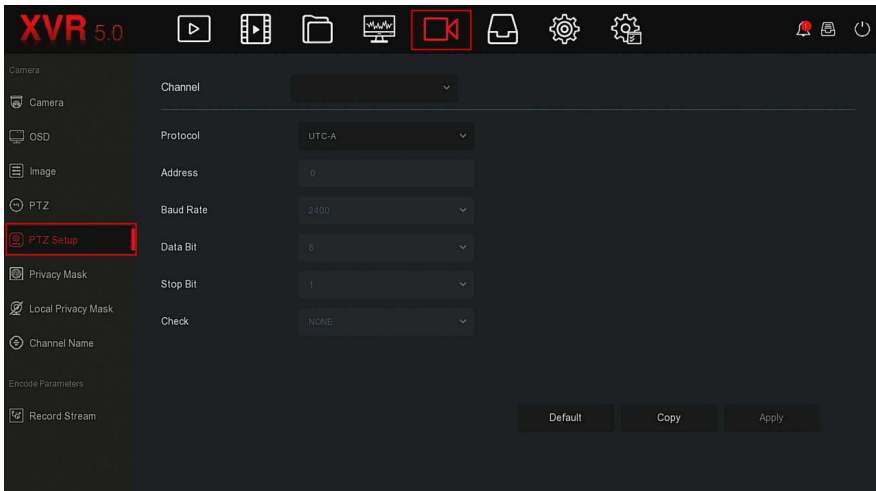 XVR 5.0
Camera
Camera
OSD
Image
PTZ
PTZ Setup
Privacy Mask
Local Privacy Mask
Channel Name
Encode Parameters
Record Stream
Channel
Protocol UTC-A
Address 0
Baud Rate 2400
Data Bit 8
Stop Bit 1
Check NONE
Default Copy Apply